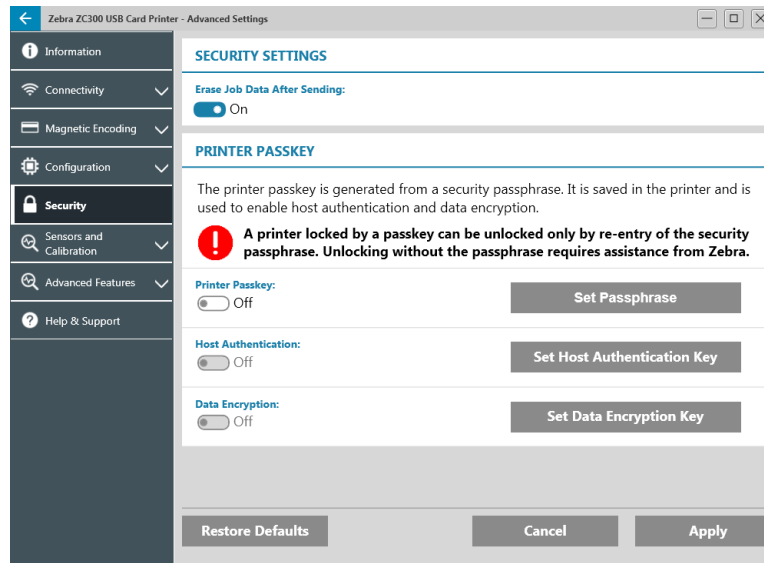 Zebra ZC300 USB Card Printer - Advanced Settings
Information
Connectivity
Magnetic Encoding
Configuration
Security
Sensors and
Calibration
Advanced Features
Help & Support
SECURITY SETTINGS
Erase Job Data After Sending:
On
PRINTER PASSKEY
The printer passkey is generated from a security passphrase. It is saved in the printer and is
used to enable host authentication and data encryption.
A printer locked by a passkey can be unlocked only by re-entry of the security
passphrase. Unlocking without the passphrase requires assistance from Zebra.
Printer Passkey:
Off
Set Passphrase
Host Authentication:
Off
Set Host Authentication Key
Data Encryption:
Off
Set Data Encryption Key
Restore Defaults
Cancel
Apply